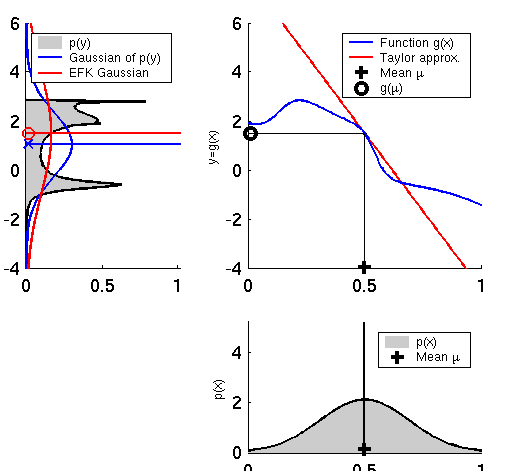 6
4
2
0
-2
-4
0
0.5
1
p(y)
Gaussian of p(y)
EFK Gaussian
y=g(x)
6
4
2
0
-2
-4
0
0.5
1
Function g(x)
Taylor approx.
Mean μ
g(μ)
p(x)
4
2
0
0
0.5
1
p(x)
Mean μ